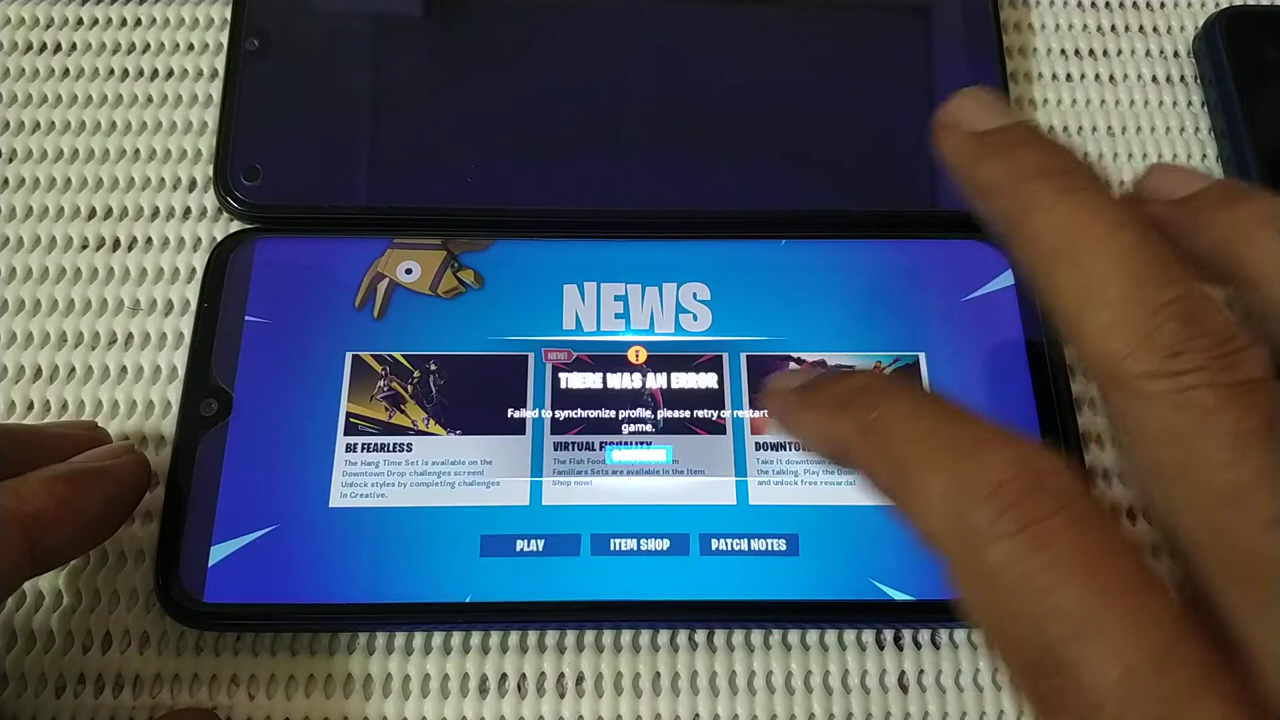 NEWS
NEW!
THERE WAS AN ERROR
Failed to synchronize profile, please retry or restart
game.
BE FEARLESS
The Hang Time Set is available on the
Downtown Drop challenges screen!
Unlock styles by completing challenges
in Creative.
VIRTUAL
The Fish Food,
Familiars Sets are available in the Item
Shop now!
Take it downtown
the talking. Play the
and unlock free rewards!
PLAY
ITEM SHOP
PATCH NOTES